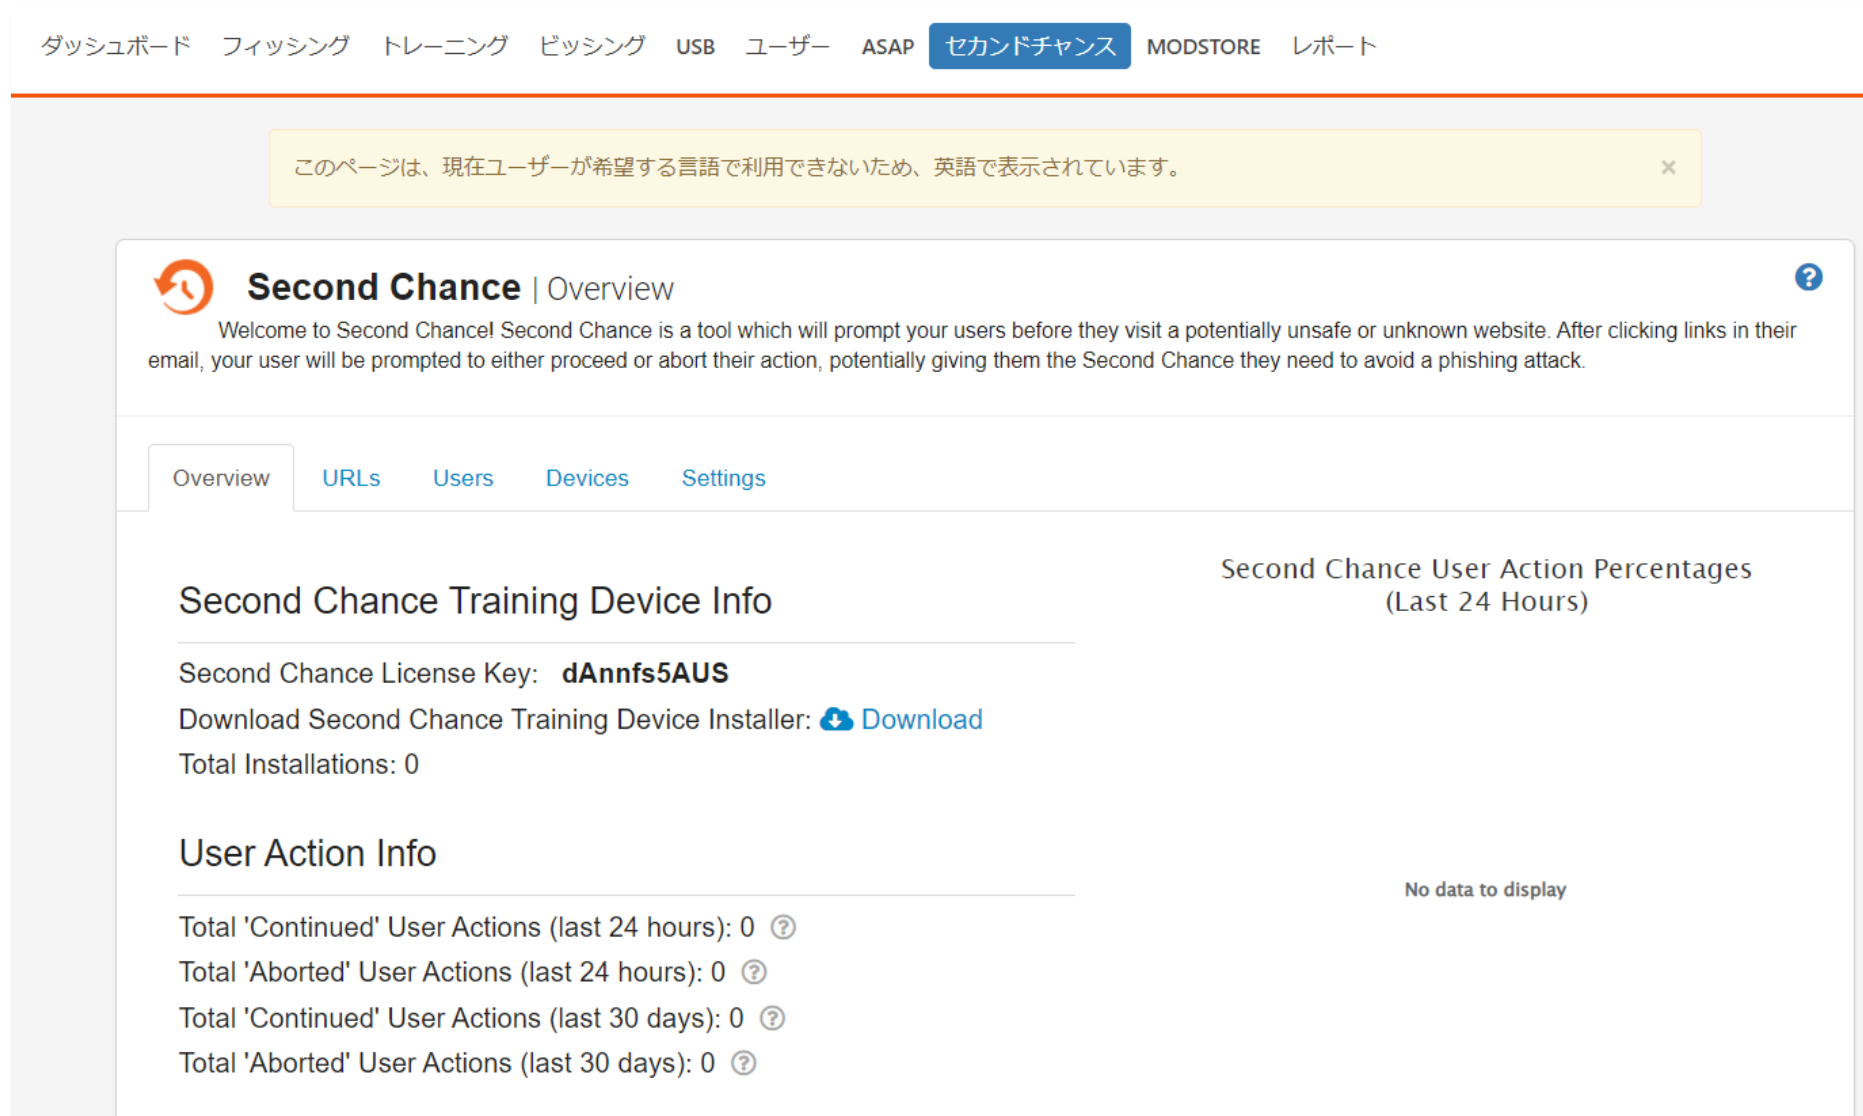 ダッシュボード フィッシング トレーニング ビッシング USB ユーザー ASAP セカンドチャンス MODSTORE レポート
このページは、現在ユーザーが希望する言語で利用できないため、英語で表示されています。 ×
Second Chance | Overview
Welcome to Second Chance! Second Chance is a tool which will prompt your users before they visit a potentially unsafe or unknown website. After clicking links in their
email, your user will be prompted to either proceed or abort their action, potentially giving them the Second Chance they need to avoid a phishing attack.
Overview URLs Users Devices Settings
Second Chance Training Device Info
Second Chance License Key: dAnnfs5AUS
Download Second Chance Training Device Installer: Download
Total Installations: 0
User Action Info
Total 'Continued' User Actions (last 24 hours): 0
Total 'Aborted' User Actions (last 24 hours): 0
Total 'Continued' User Actions (last 30 days): 0
Total 'Aborted' User Actions (last 30 days): 0
Second Chance User Action Percentages
(Last 24 Hours)
No data to display